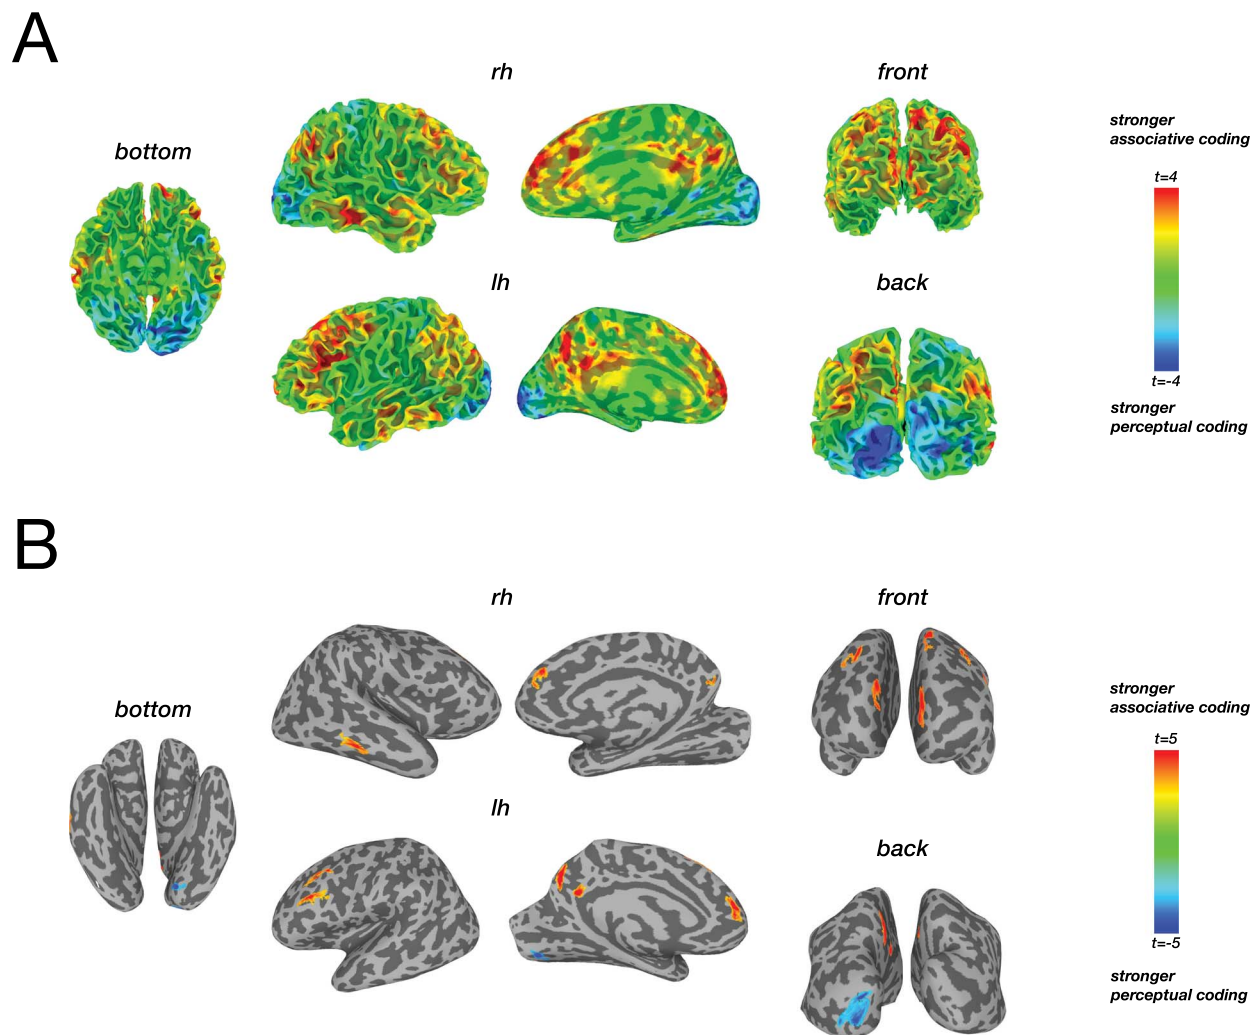 A
rh
front
bottom
stronger
associative coding
t=4
lh
back
t=-4
stronger
perceptual coding
B
rh
front
bottom
stronger
associative coding
t=5
lh
back
t=-5
stronger
perceptual coding